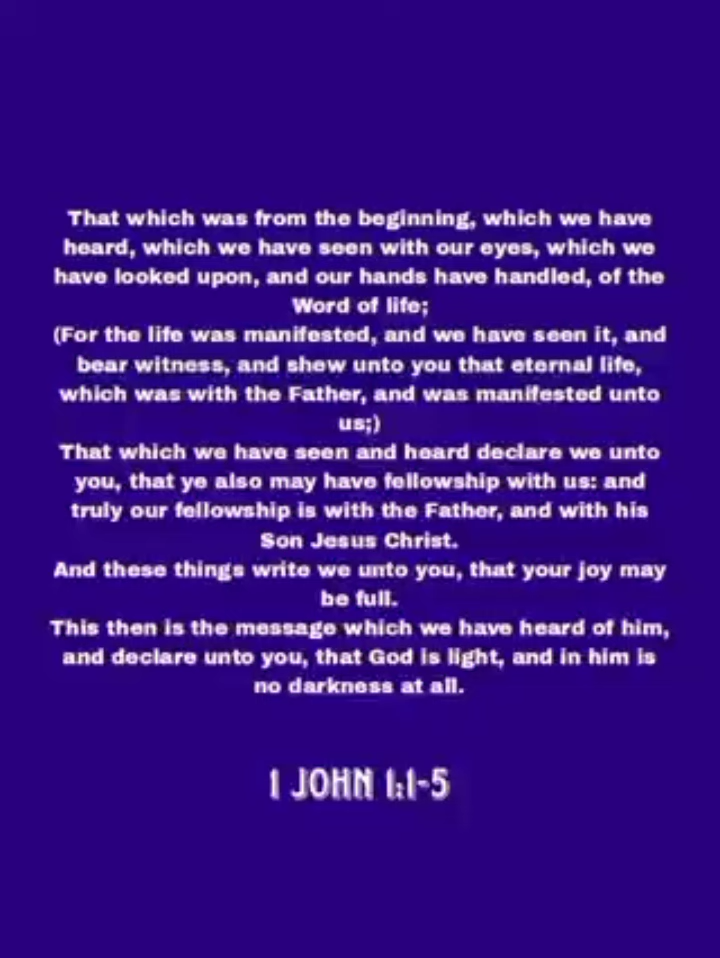 That which was from the beginning, which we have
heard, which we have seen with our eyes, which we
have looked upon, and our hands have handled, of the
Word of life;
(For the life was manifested, and we have seen it, and
bear witness, and shew unto you that eternal life,
which was with the Father, and was manifested unto
us;)
That which we have seen and heard declare we unto
you, that ye also may have fellowship with us: and
truly our fellowship is with the Father, and with his
Son Jesus Christ.
And these things write we unto you, that your joy may
be full.
This then is the message which we have heard of him,
and declare unto you, that God is light, and in him is
no darkness at all.
1 JOHN 1:1-5